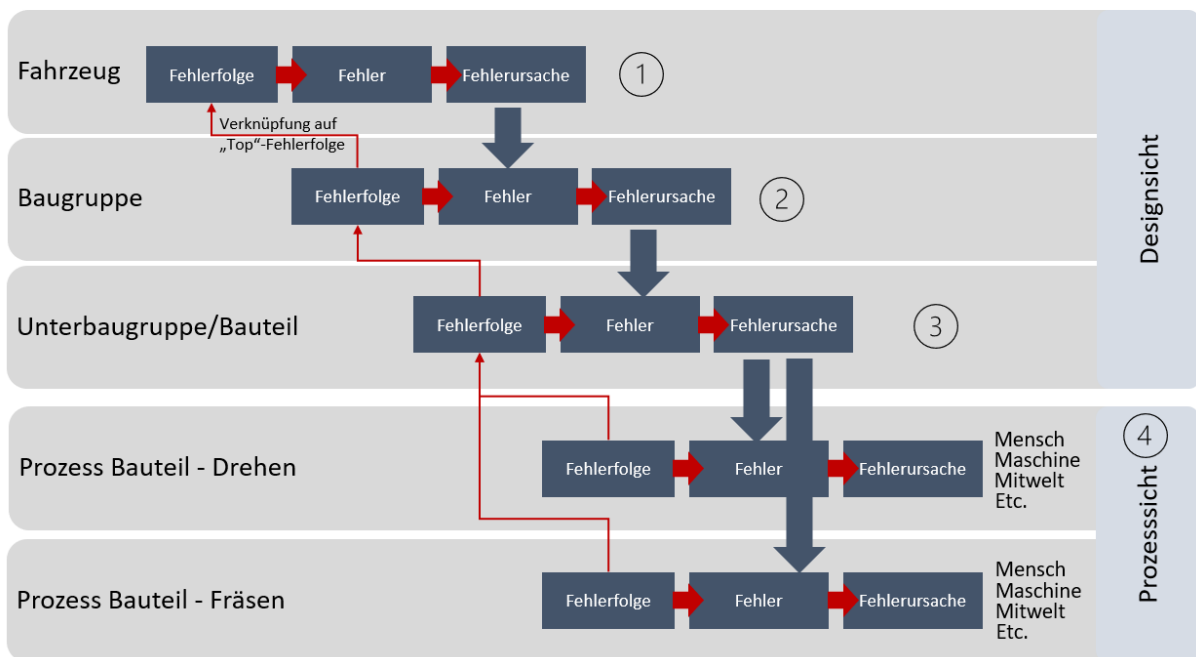 Fahrzeug
Fehlerfolge
Fehler
Fehlerursache
1
Verknüpfung auf
„Top“-Fehlerfolge
Baugruppe
Fehlerfolge
Fehler
Fehlerursache
2
Unterbaugruppe/Bauteil
Fehlerfolge
Fehler
Fehlerursache
3
Designsicht
Prozess Bauteil - Drehen
Fehlerfolge
Fehler
Fehlerursache
Mensch
Maschine
Mitwelt
Etc.
4
Prozesssicht
Prozess Bauteil - Fräsen
Fehlerfolge
Fehler
Fehlerursache
Mensch
Maschine
Mitwelt
Etc.